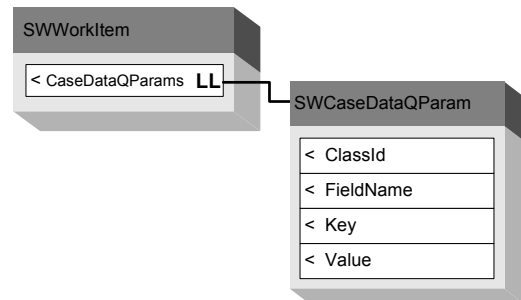 SWWorkItem
< CaseDataQParams LL
SWCaseDataQParam
< ClassId
< FieldName
< Key
< Value